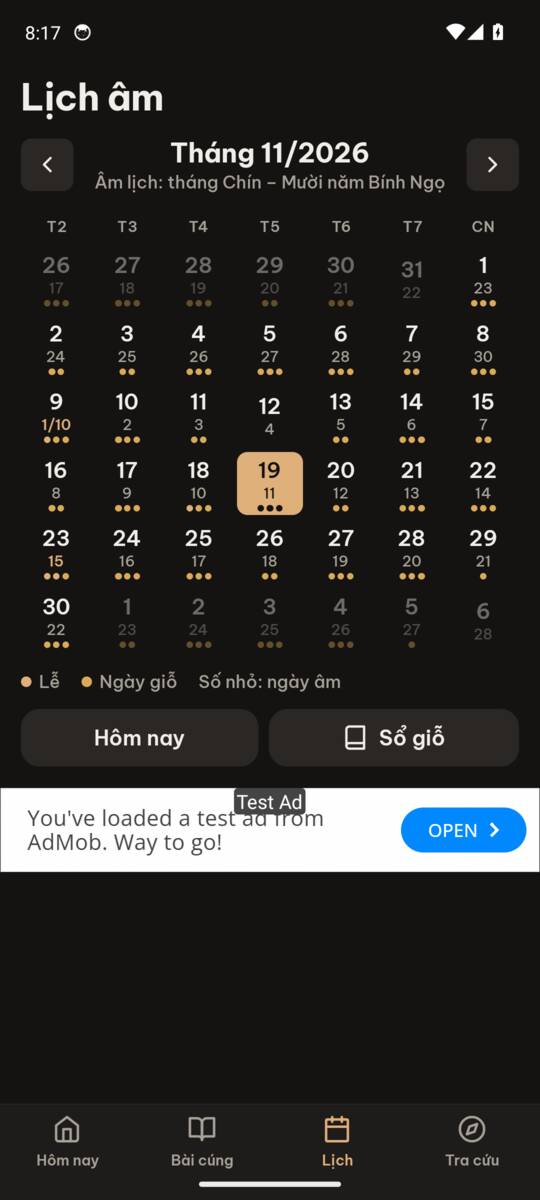 8:17
Lịch âm
Tháng 11/2026
Âm lịch: tháng Chín – Mười năm Bính Ngọ
T2 T3 T4 T5 T6 T7 CN
26 27 28 29 30 31 1
17 18 19 20 21 22 23
2 3 4 5 6 7 8
24 25 26 27 28 29 30
9 10 11 12 13 14 15
1/10 2 3 4 5 6 7
16 17 18 19 20 21 22
8 9 10 11 12 13 14
23 24 25 26 27 28 29
15 16 17 18 19 20 21
30 1 2 3 4 5 6
22 23 24 25 26 27 28
Lễ Ngày giỗ Số nhỏ: ngày âm
Hôm nay Sổ giỗ
Test Ad
You've loaded a test ad from
AdMob. Way to go!
OPEN
Hôm nay Bài cúng Lịch Tra cứu